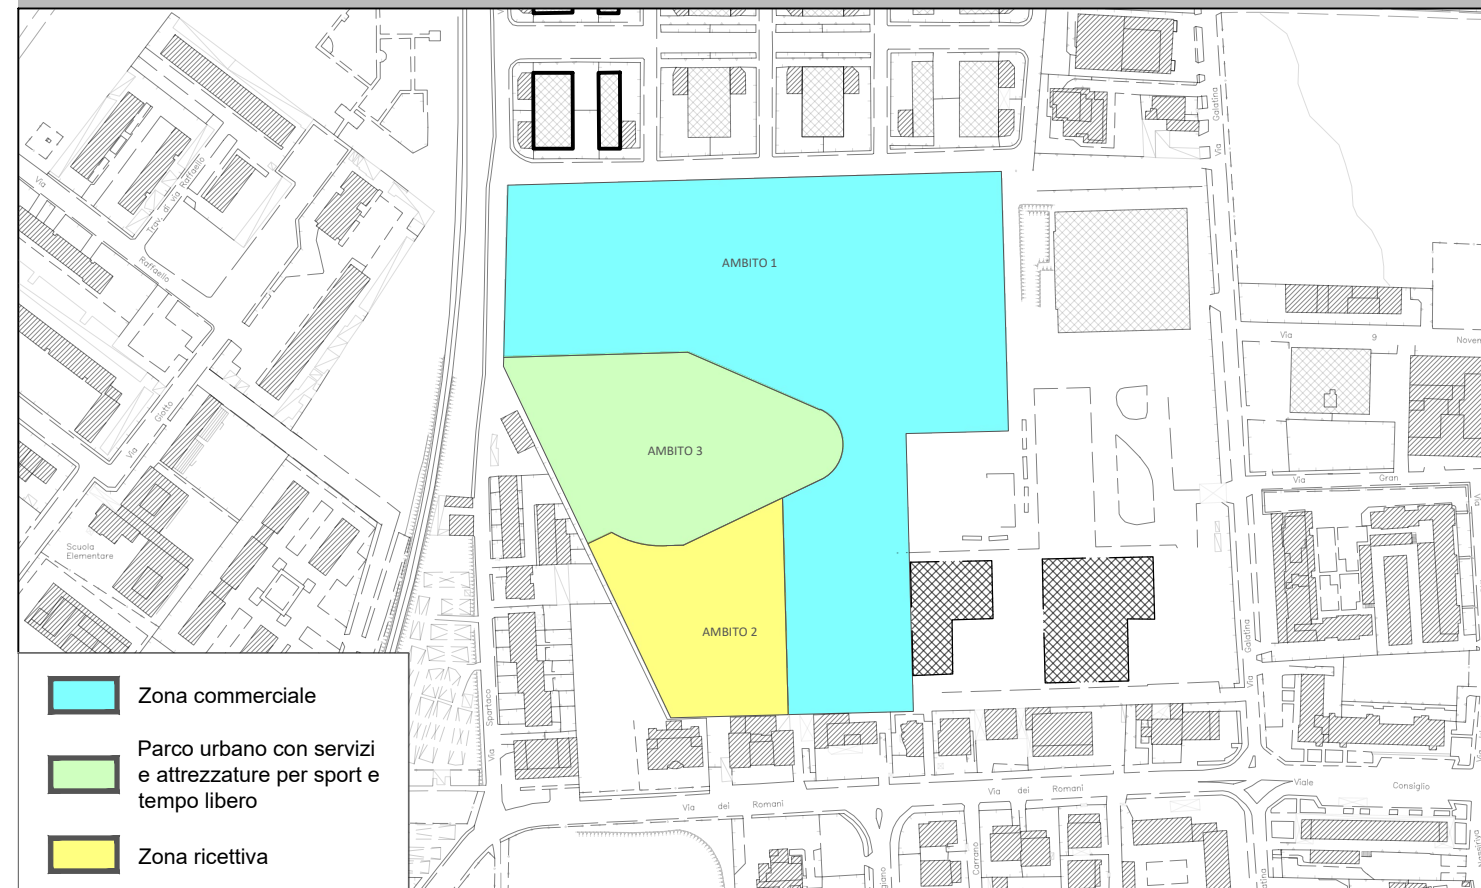 Via
Galatina
Via
Trav. di via Raffaello
Raffaello
AMBITO 1
Via 9 Novem
Via Giotto
AMBITO 3
Via Gran
Scuola
Elementare
AMBITO 2
Galatina
Via
Via Spartaco
Zona commerciale
Parco urbano con servizi
e attrezzature per sport e
tempo libero
Zona ricettiva
Via dei Romani
Via dei Romani
Viale Consiglio
Carrano